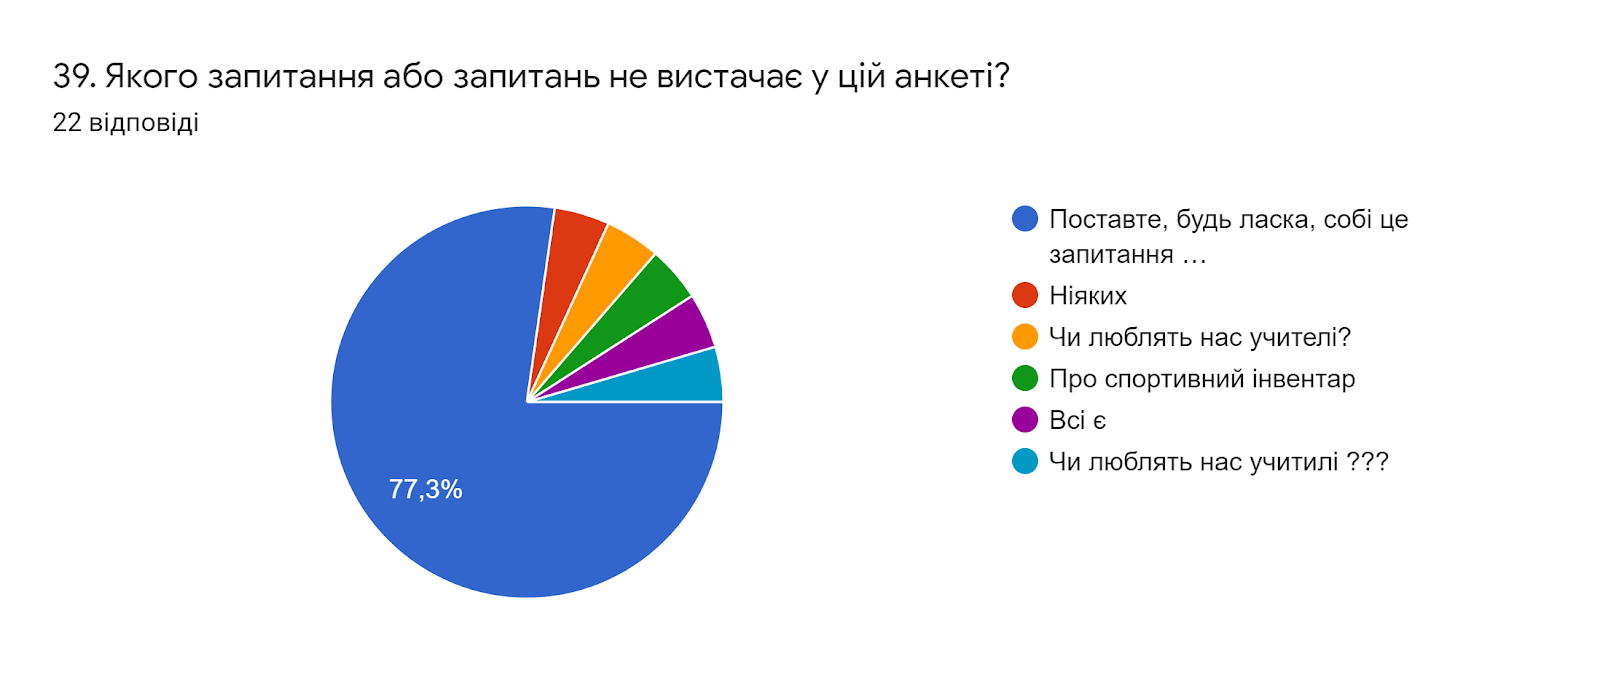 39. Якого запитання або запитань не вистачає у цій анкеті?
22 відповіді
77,3%
Поставте, будь ласка, собі це
запитання …
Ніяких
Чи люблять нас учителі?
Про спортивний інвентар
Всі є
Чи люблять нас учитилі ???